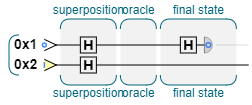 superposition oracle final state
0x1 H H
0x2 H
superposition oracle final state